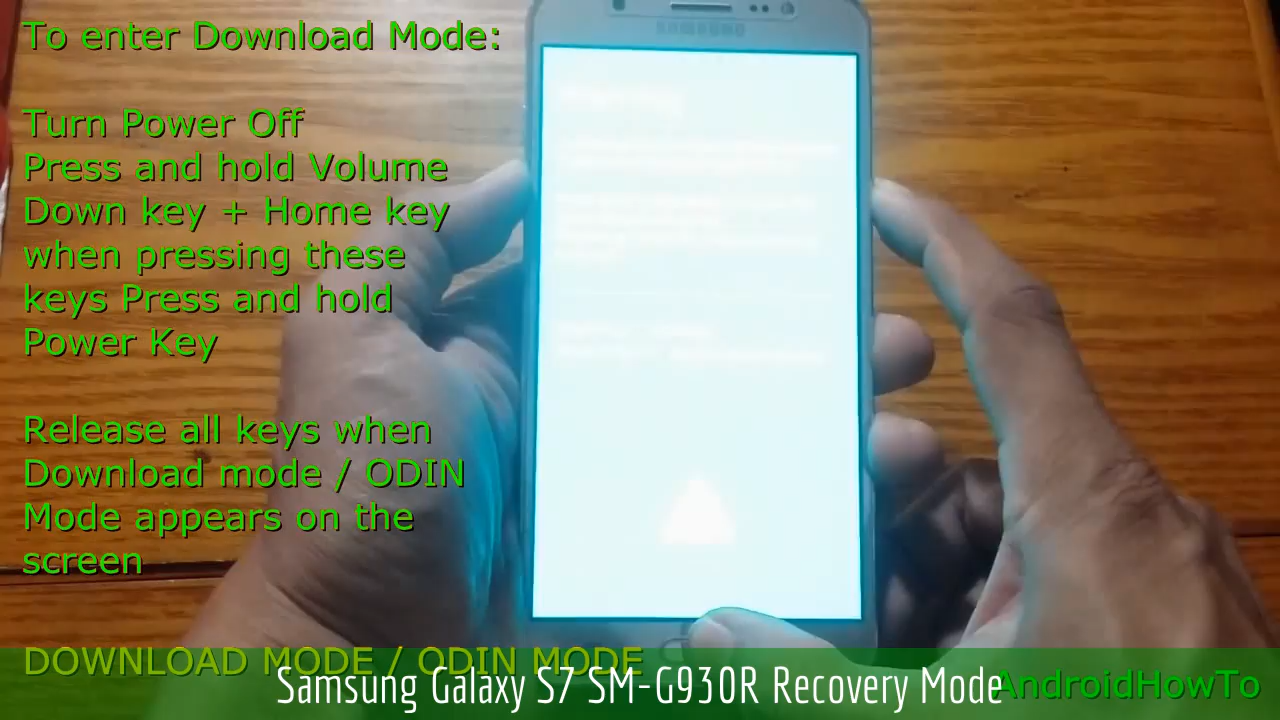 To enter Download Mode:
Turn Power Off
Press and hold Volume
Down key + Home key
when pressing these
keys Press and hold
Power Key
Release all keys when
Download mode / ODIN
Mode appears on the
screen
DOWNLOAD MODE / ODIN MODE
Samsung Galaxy S7 SM-G930R Recovery Mode
AndroidHowTo
SAMSUNG